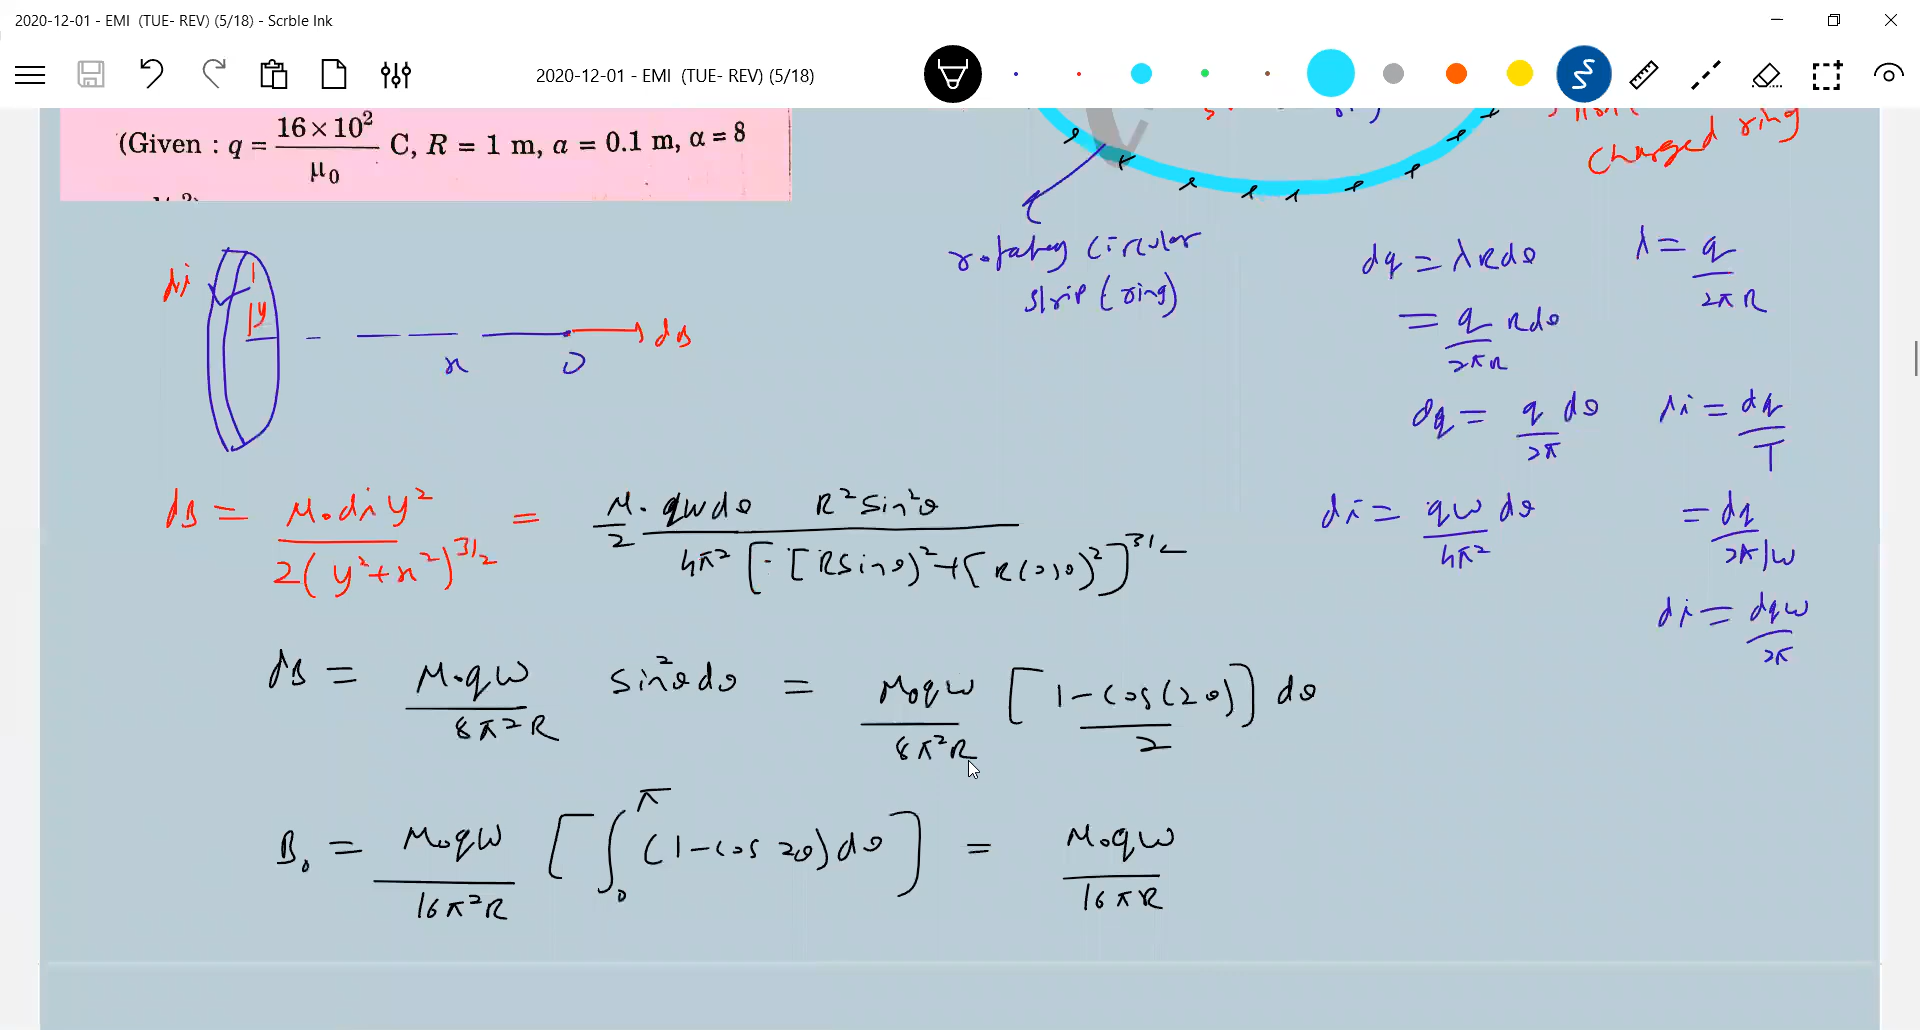 2020-12-01 - EMI (TUE- REV) (5/18) - Scrble Ink
2020-12-01 - EMI (TUE- REV) (5/18)
(Given : q = 16×10² / μ₀ C, R = 1 m, a = 0.1 m, α = 8
charged ring
rotating circular
strip (ring)
dq = λRdθ
λ = q / 2πR
= q / 2πR Rdθ
dq = q / 2π dθ
di = dq / T
di = qω / 4π² dθ
= dq / 2π/ω
di = dqω / 2π
di
y
x
O
dB
dB = μ₀ di y² / 2(y²+x²)^3/2 = μ₀ / 2 qωdθ R²sin²θ / 4π² [[Rsinθ)²+[Rcosθ)²]^3/2
dB = μ₀qω / 8π²R sin²θdθ = μ₀qω / 8π²R [1-cos(2θ) / 2] dθ
B₀ = μ₀qω / 16π²R [∫₀^π (1-cos2θ)dθ] = μ₀qω / 16πR